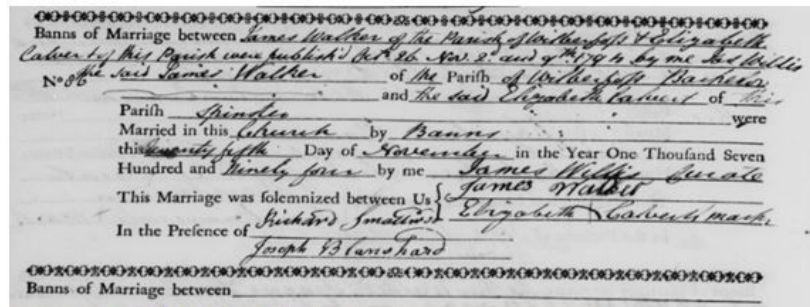 Banns of Marriage between James Walker of the Parish of Wilberfoss & Elizabeth
Calvert of this Parish were publish'd Octr. 26 Nov. 2d and 9th 1794 by me Jas Willis
No 86 the said James Walker of the Parish of Wilberfoss Bachelor
and the said Elizabeth Calvert of this
Parish Spinster were
Married in this Church by Banns
this twenty fifth Day of November in the Year One Thousand Seven
Hundred and Ninety four by me James Willis Curate
This Marriage was solemnized between Us James Walker
Elizabeth Calverts mark
In the Presence of Richard
Joseph Blanshard
Banns of Marriage between